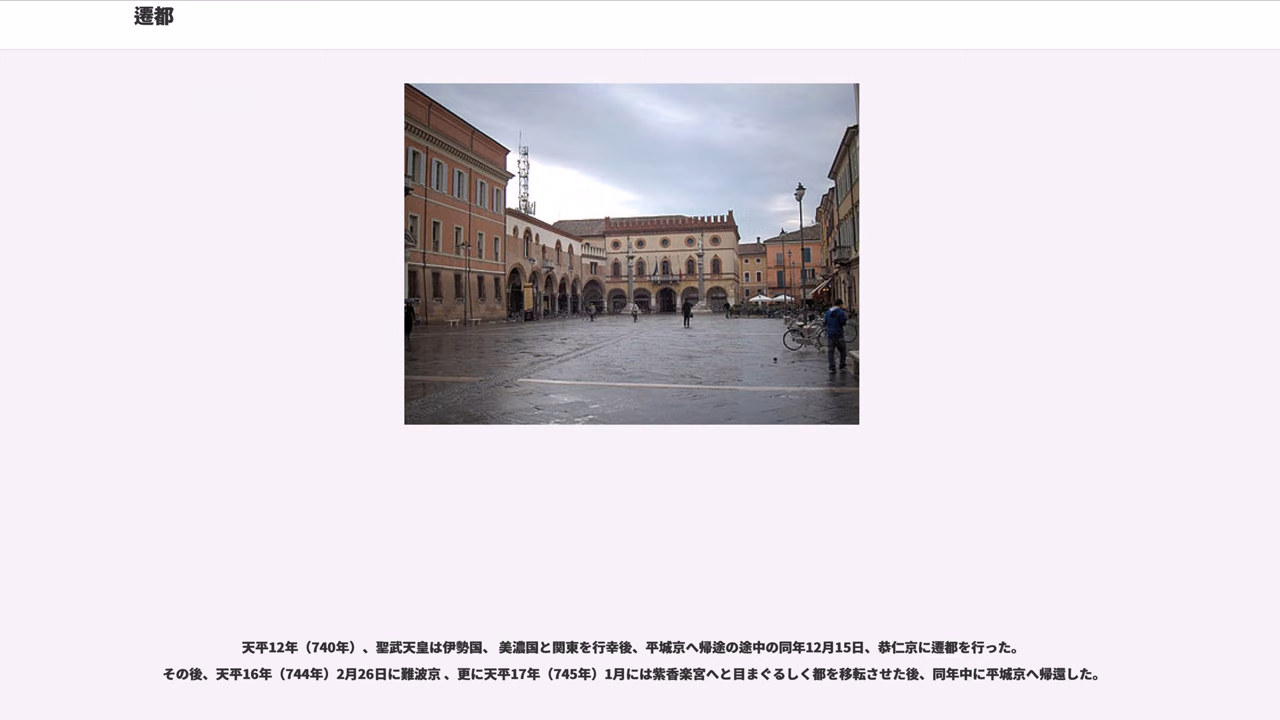 遷都
天平12年（740年）、聖武天皇は伊勢国、 美濃国と関東を行幸後、平城京へ帰途の途中の同年12月15日、恭仁京に遷都を行った。
その後、天平16年（744年）2月26日に難波京 、更に天平17年（745年）1月には紫香楽宮へと目まぐるしく都を移転させた後、同年中に平城京へ帰還した。